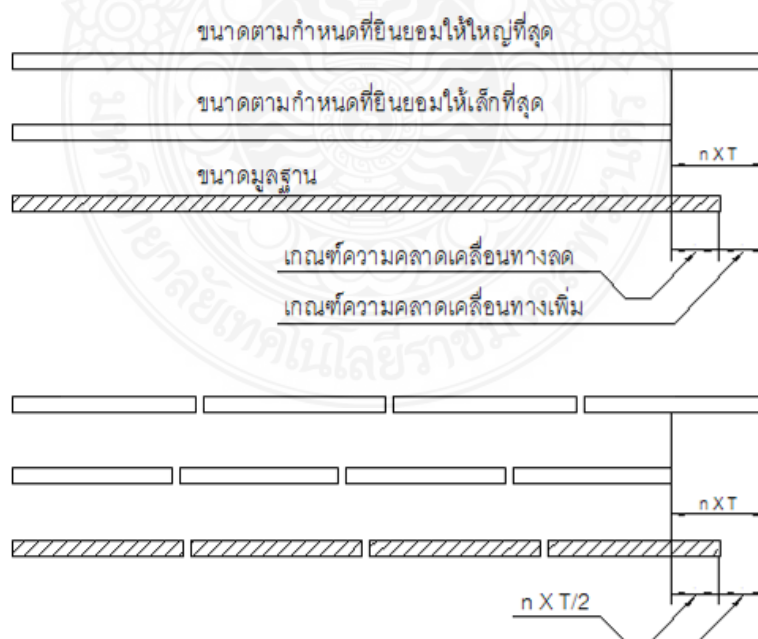 ขนาดตามกำหนดที่ยินยอมให้ใหญ่ที่สุด
ขนาดตามกำหนดที่ยินยอมให้เล็กที่สุด
n X T
ขนาดมูลฐาน
เกณฑ์ความคลาดเคลื่อนทางลด
เกณฑ์ความคลาดเคลื่อนทางเพิ่ม
n X T
n X T/2